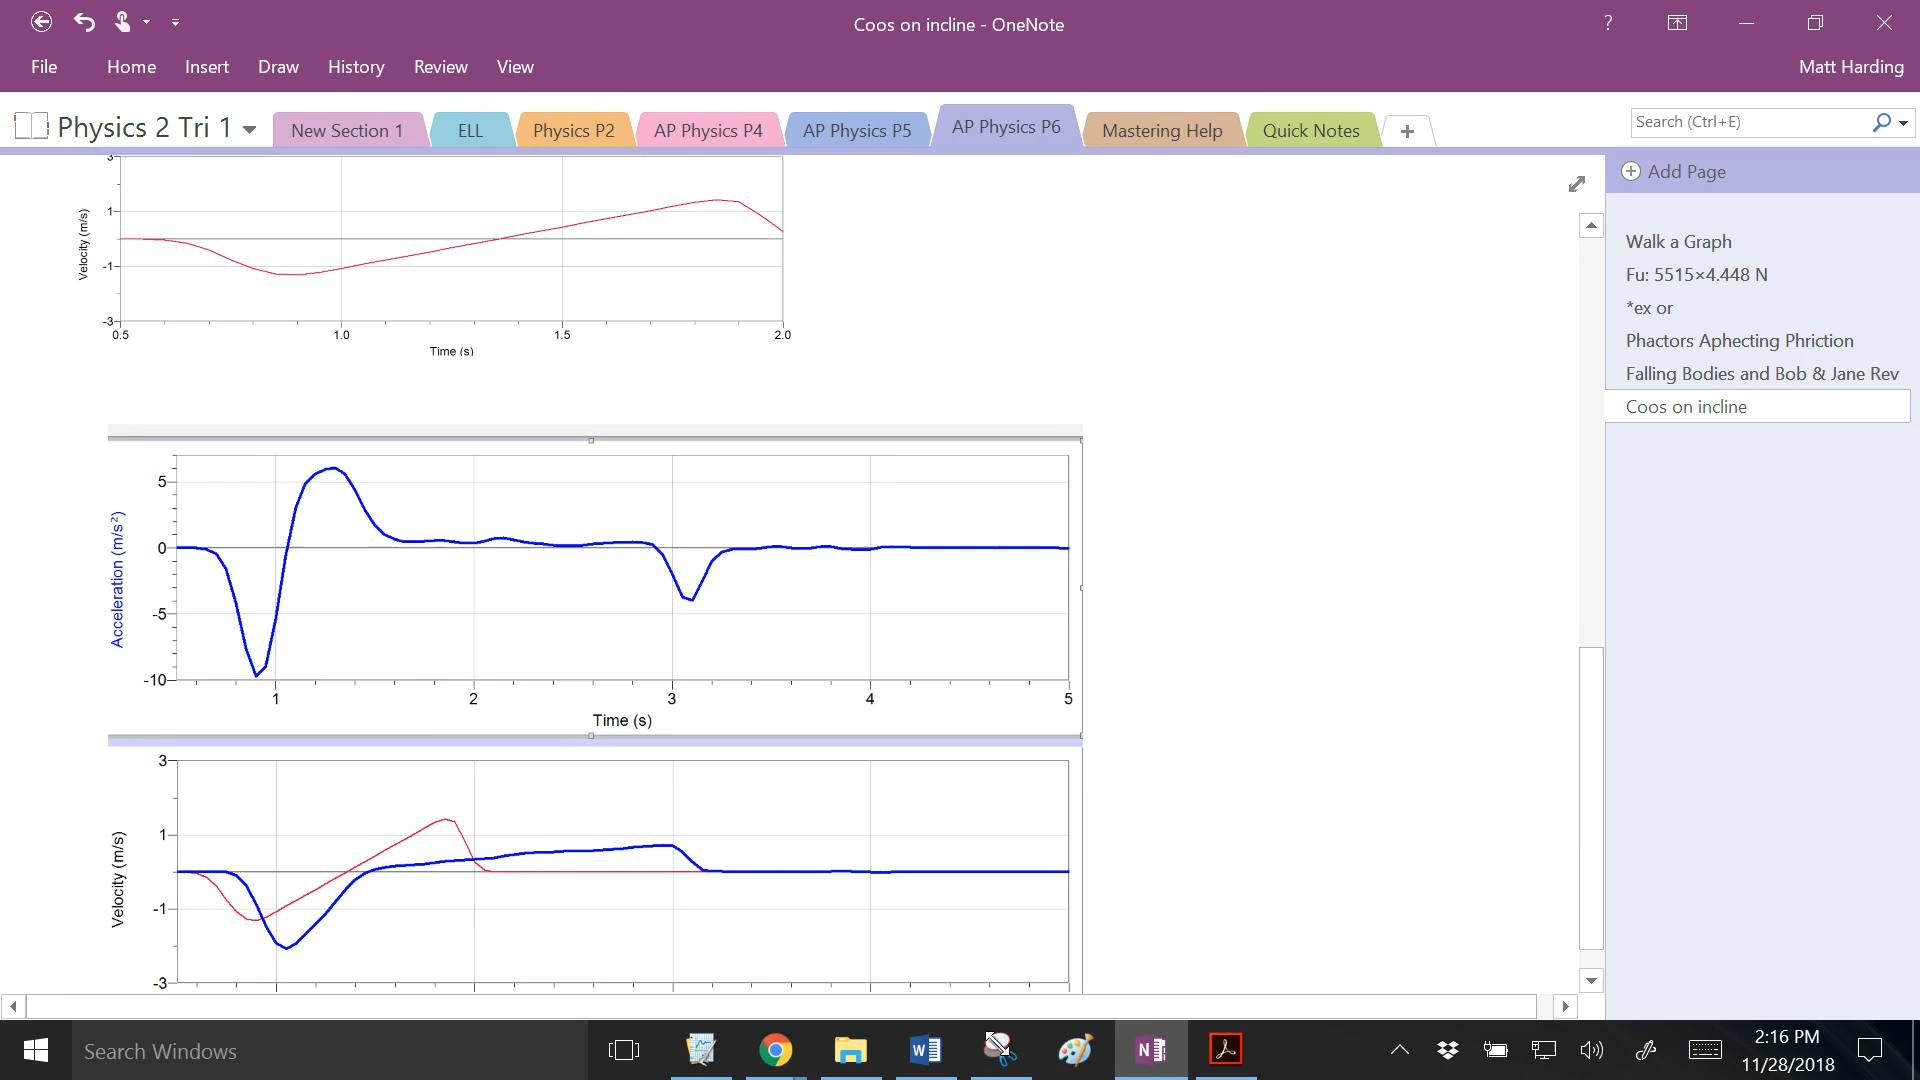 Coos on incline - OneNote
?
File Home Insert Draw History Review View
Matt Harding
Physics 2 Tri 1
New Section 1
ELL
Physics P2
AP Physics P4
AP Physics P5
AP Physics P6
Mastering Help
Quick Notes
+
Search (Ctrl+E)
Add Page
Walk a Graph
Fu: 5515×4.448 N
*ex or
Phactors Aphecting Phriction
Falling Bodies and Bob & Jane Rev
Coos on incline
3
1
-1
-3
Velocity (m/s)
0.5 1.0 1.5 2.0
Time (s)
5
0
-5
-10
Acceleration (m/s²)
1 2 3 4 5
Time (s)
3
1
-1
-3
Velocity (m/s)
Search Windows
2:16 PM
11/28/2018